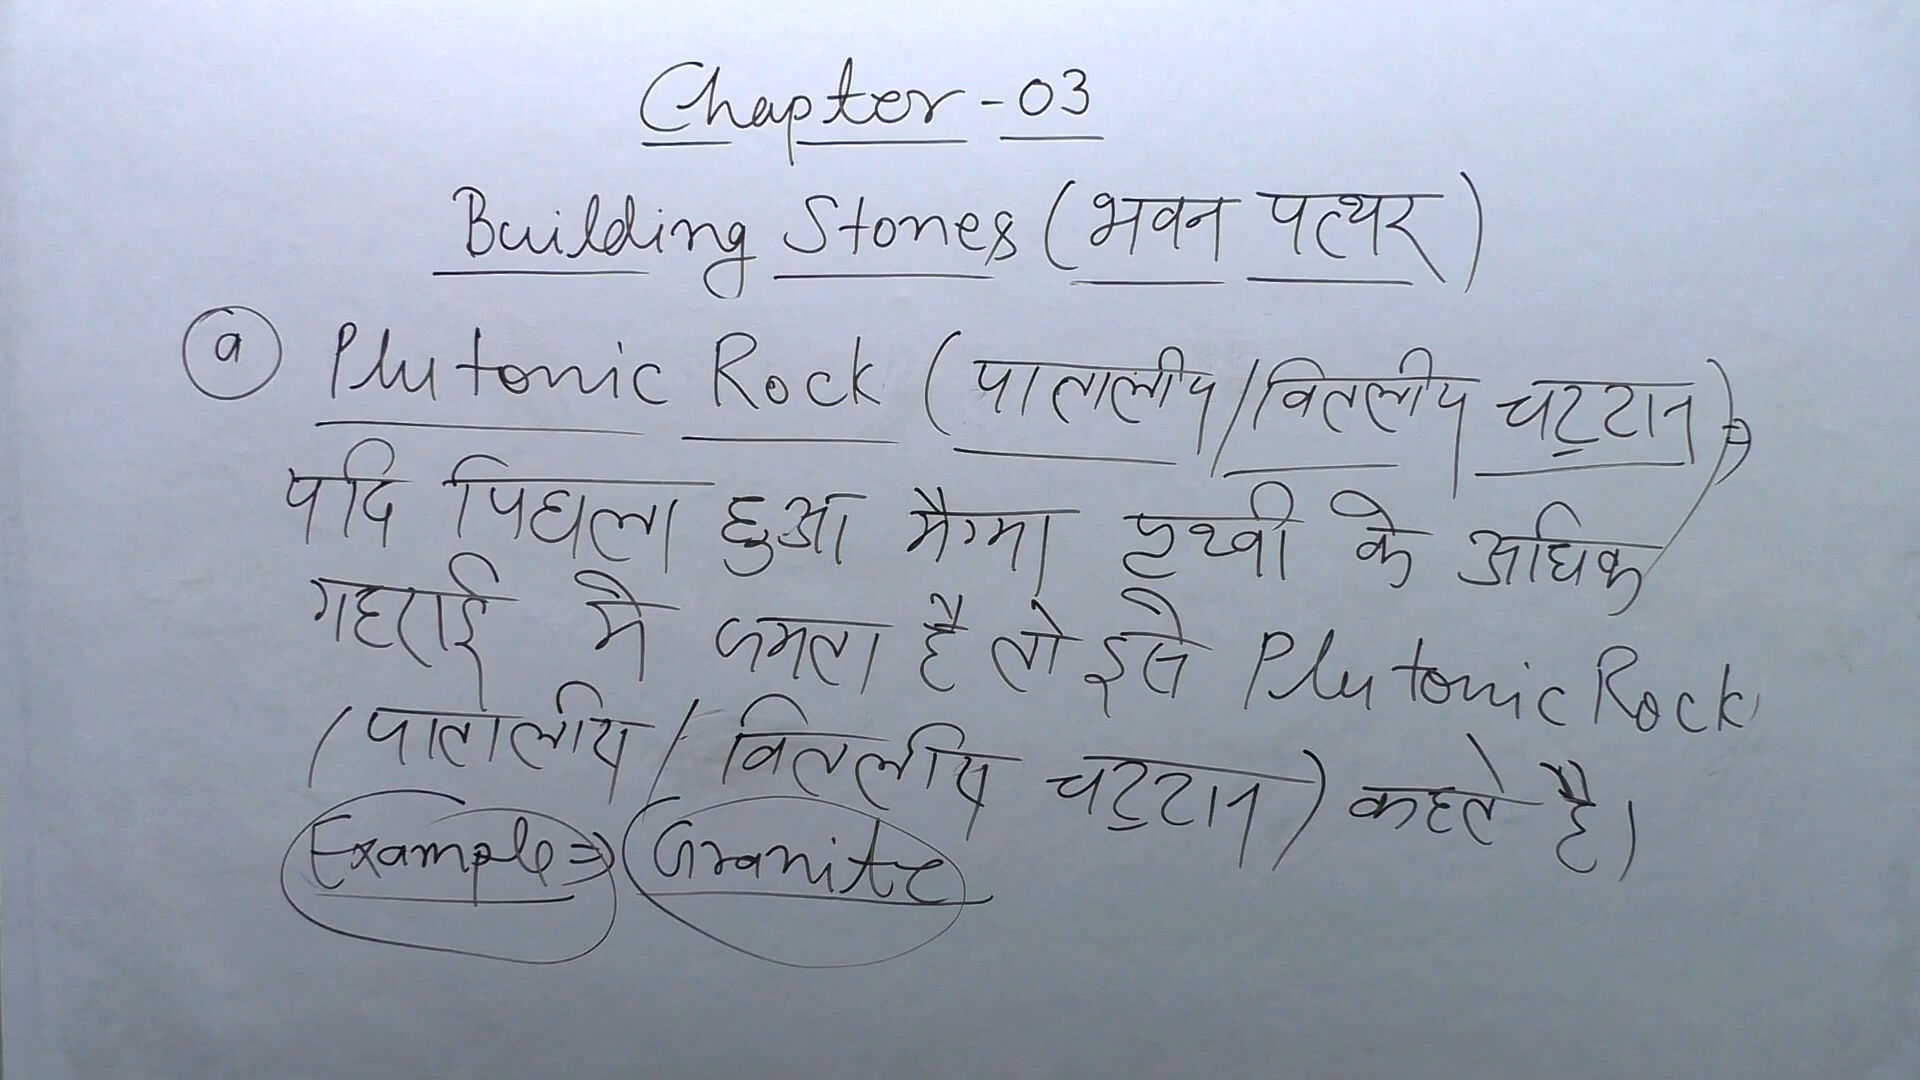 Chapter-03
Building Stones (भवन पत्थर)
(a) Plutonic Rock (पातालीय/वितलीय चट्टान) ⇒
यदि पिघला हुआ मैग्मा पृथ्वी के अधिक
गहराई मे जमता है तो इसे Plutonic Rock
(पातालीय/वितलीय चट्टान) कहते है।
Example ⇒ Granite